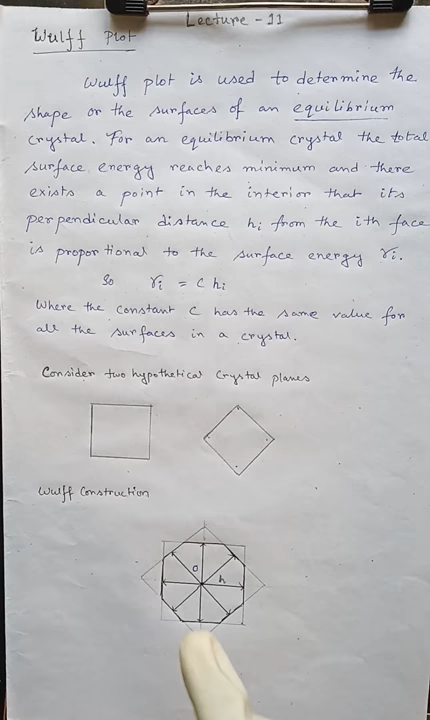 Lecture - 11
Wulff Plot
Wulff plot is used to determine the
shape or the surfaces of an equilibrium
crystal. For an equilibrium crystal the total
surface energy reaches minimum and there
exists a point in the interior that its
perpendicular distance hi from the ith face
is proportional to the surface energy γi.
So γi = C hi
Where the constant C has the same value for
all the surfaces in a crystal.
Consider two hypothetical Crystal planes
Wulff Construction
O
h